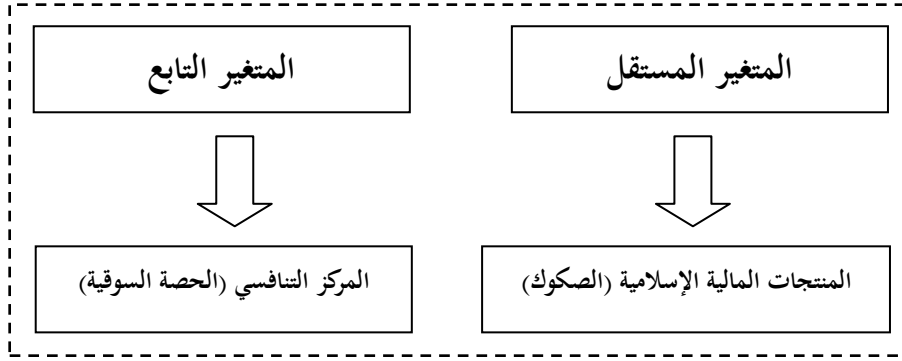 المتغير المستقل
المتغير التابع
المنتجات المالية الإسلامية (الصكوك)
المركز التنافسي (الحصة السوقية)